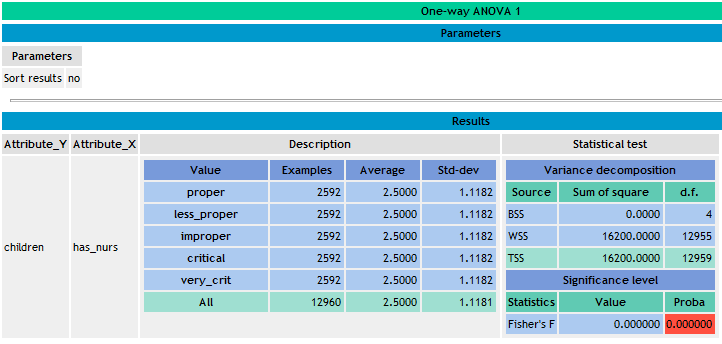 One-way ANOVA 1
Parameters
Parameters
Sort results no
Results
Attribute_Y Attribute_X Description Statistical test
children has_nurs
Value Examples Average Std-dev
proper 2592 2.5000 1.1182
less_proper 2592 2.5000 1.1182
improper 2592 2.5000 1.1182
critical 2592 2.5000 1.1182
very_crit 2592 2.5000 1.1182
All 12960 2.5000 1.1181
Variance decomposition
Source Sum of square d.f.
BSS 0.0000 4
WSS 16200.0000 12955
TSS 16200.0000 12959
Significance level
Statistics Value Proba
Fisher's F 0.000000 0.000000